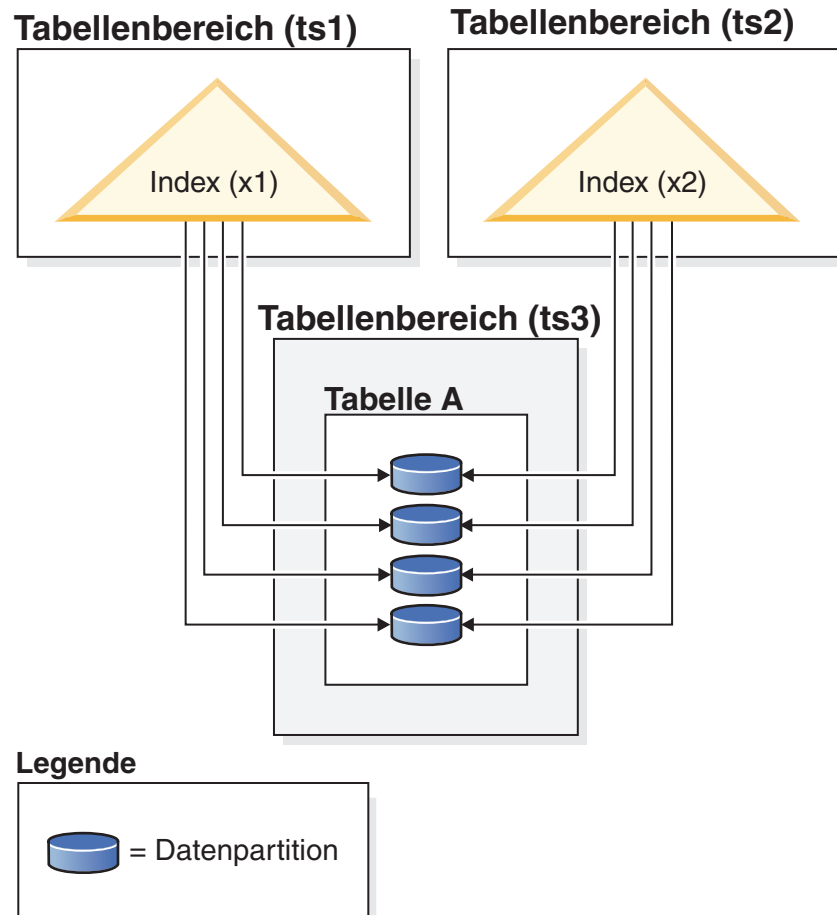 Tabellenbereich (ts1)
Tabellenbereich (ts2)
Index (x1)
Index (x2)
Tabellenbereich (ts3)
Tabelle A
Legende
= Datenpartition